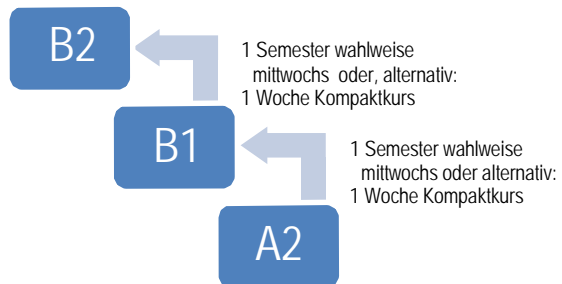 B2
1 Semester wahlweise
mittwochs oder, alternativ:
1 Woche Kompaktkurs
B1
1 Semester wahlweise
mittwochs oder alternativ:
1 Woche Kompaktkurs
A2